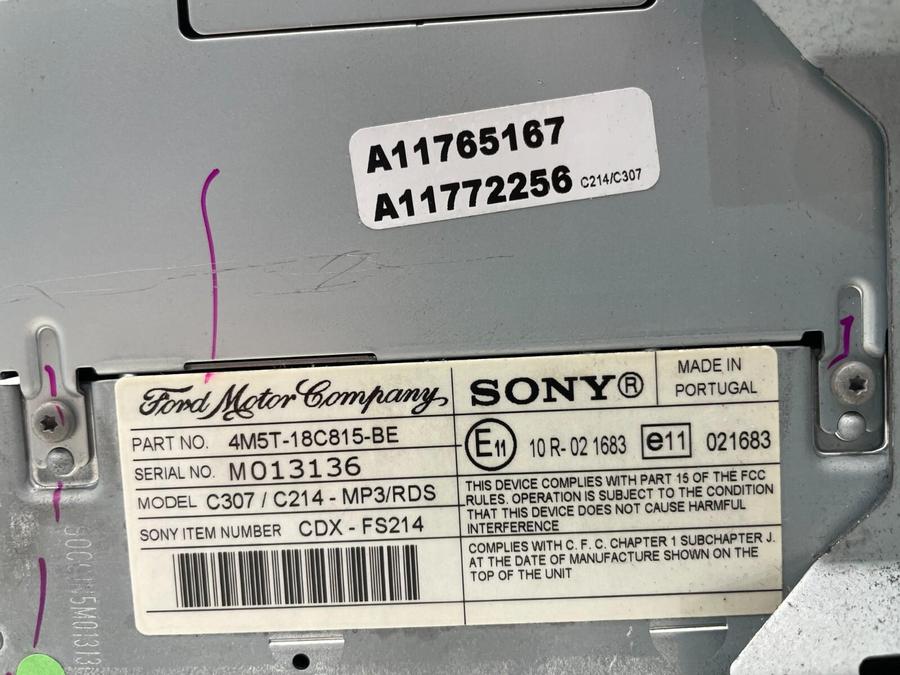 A11765167
A11772256 C214/C307
Ford Motor Company,
PART NO. 4M5T-18C815-BE
SERIAL NO. M013136
MODEL C307 / C214 - MP3/RDS
SONY ITEM NUMBER CDX - FS214
SONY®
MADE IN
PORTUGAL
E11 10 R- 02 1683 e11 021683
THIS DEVICE COMPLIES WITH PART 15 OF THE FCC
RULES. OPERATION IS SUBJECT TO THE CONDITION
THAT THIS DEVICE DOES NOT CAUSE HARMFUL
INTERFERENCE
COMPLIES WITH C. F. C. CHAPTER 1 SUBCHAPTER J.
AT THE DATE OF MANUFACTURE SHOWN ON THE
TOP OF THE UNIT